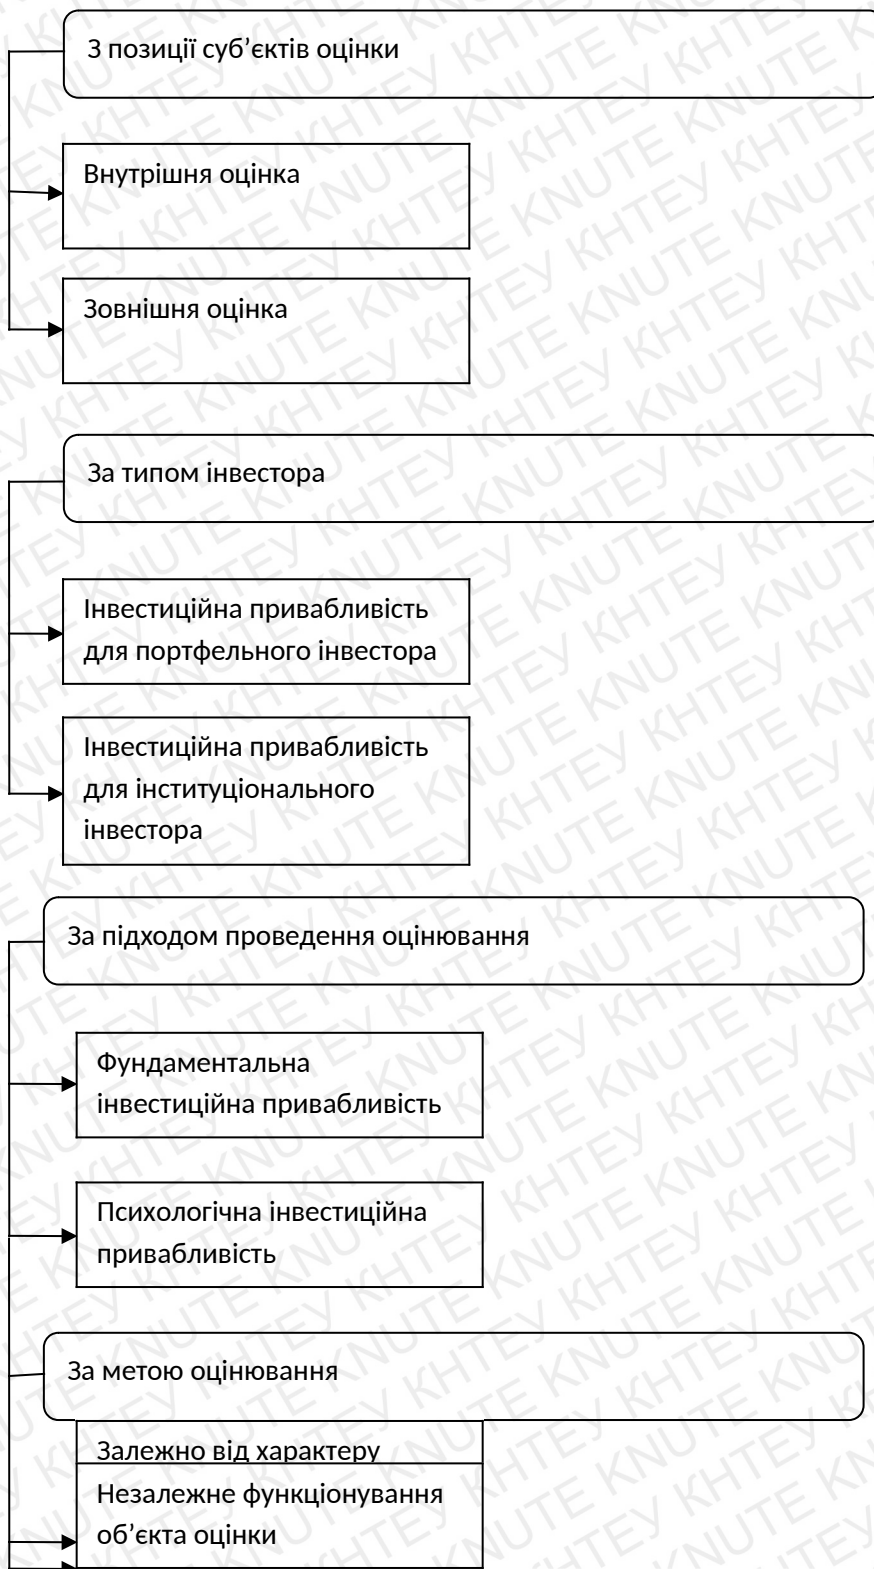 З позиції суб’єктів оцінки
Внутрішня оцінка
Зовнішня оцінка
За типом інвестора
Інвестиційна привабливість
для портфельного інвестора
Інвестиційна привабливість
для інституціонального
інвестора
За підходом проведення оцінювання
Фундаментальна
інвестиційна привабливість
Психологічна інвестиційна
привабливість
За метою оцінювання
Залежно від характеру
Незалежне функціонування
об’єкта оцінки